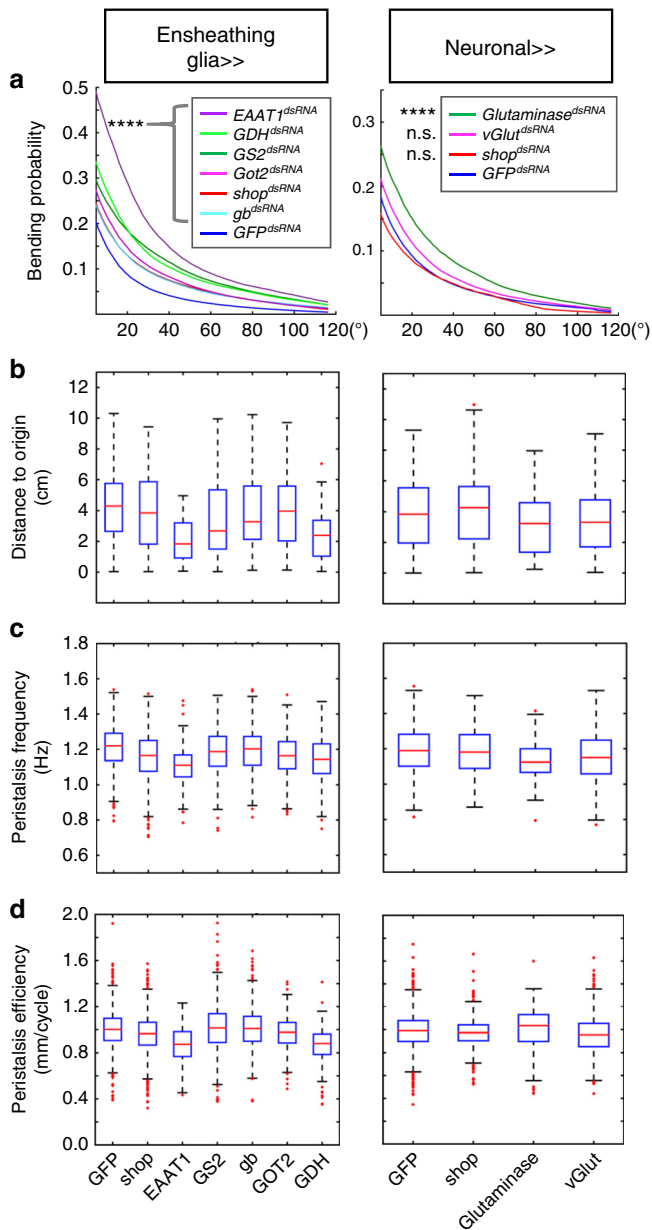 Ensheathing
glia>>
Neuronal>>
a
Bending probability
0.5
0.4
0.3
0.2
0.1
20
40
60
80
100
120(°)
****
EAAT1dsRNA
GDHdsRNA
GS2dsRNA
Got2dsRNA
shopdsRNA
gbdsRNA
GFPdsRNA
0.3
0.2
0.1
20
40
60
80
100
120(°)
****
n.s.
n.s.
GlutaminasedsRNA
vGlutdsRNA
shopdsRNA
GFPdsRNA
b
Distance to origin
(cm)
12
10
8
6
4
2
0
c
Peristalsis frequency
(Hz)
1.8
1.6
1.4
1.2
1.0
0.8
0.6
d
Peristalsis efficiency
(mm/cycle)
2.0
1.6
1.2
0.8
0.4
0.0
GFP
shop
EAAT1
GS2
gb
GOT2
GDH
GFP
shop
Glutaminase
vGlut